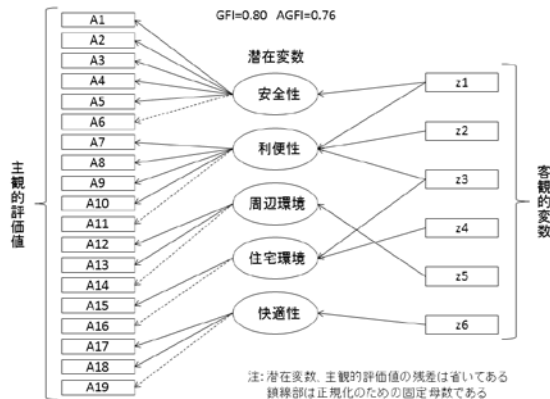 GFI=0.80 AGFI=0.76
潜在変数
主観的評価値
A1
A2
A3
A4
A5
A6
A7
A8
A9
A10
A11
A12
A13
A14
A15
A16
A17
A18
A19
安全性
利便性
周辺環境
住宅環境
快適性
z1
z2
z3
z4
z5
z6
客観的変数
注: 潜在変数、主観的評価値の残差は省いてある
鎖線部は正規化のための固定母数である